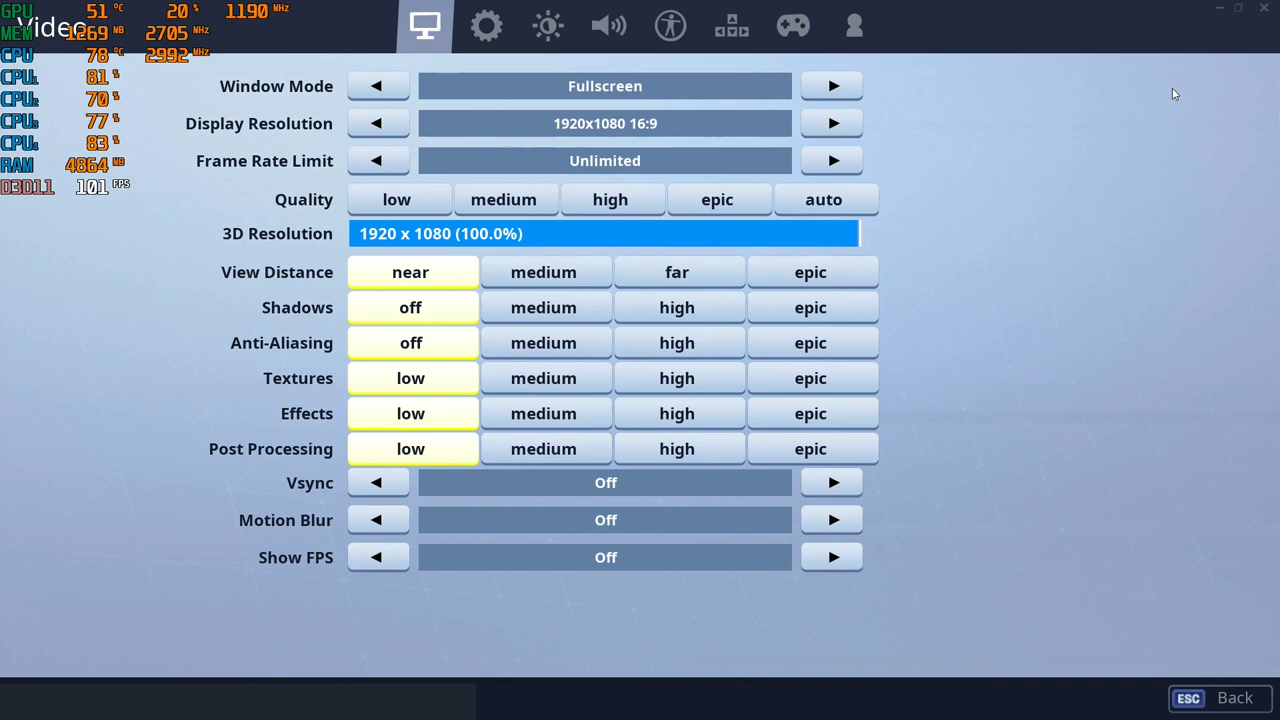 GPU 51 °C 20 % 1190 MHz
Video
MEM 1269 MB 2705 MHz
CPU 78 °C 2992 MHz
CPU1 81 %
CPU2 70 %
CPU3 77 %
CPU4 83 %
RAM 4864 MB
D3D11 101 FPS
Window Mode Fullscreen
Display Resolution 1920x1080 16:9
Frame Rate Limit Unlimited
Quality low medium high epic auto
3D Resolution 1920 x 1080 (100.0%)
View Distance near medium far epic
Shadows off medium high epic
Anti-Aliasing off medium high epic
Textures low medium high epic
Effects low medium high epic
Post Processing low medium high epic
Vsync Off
Motion Blur Off
Show FPS Off
ESC Back